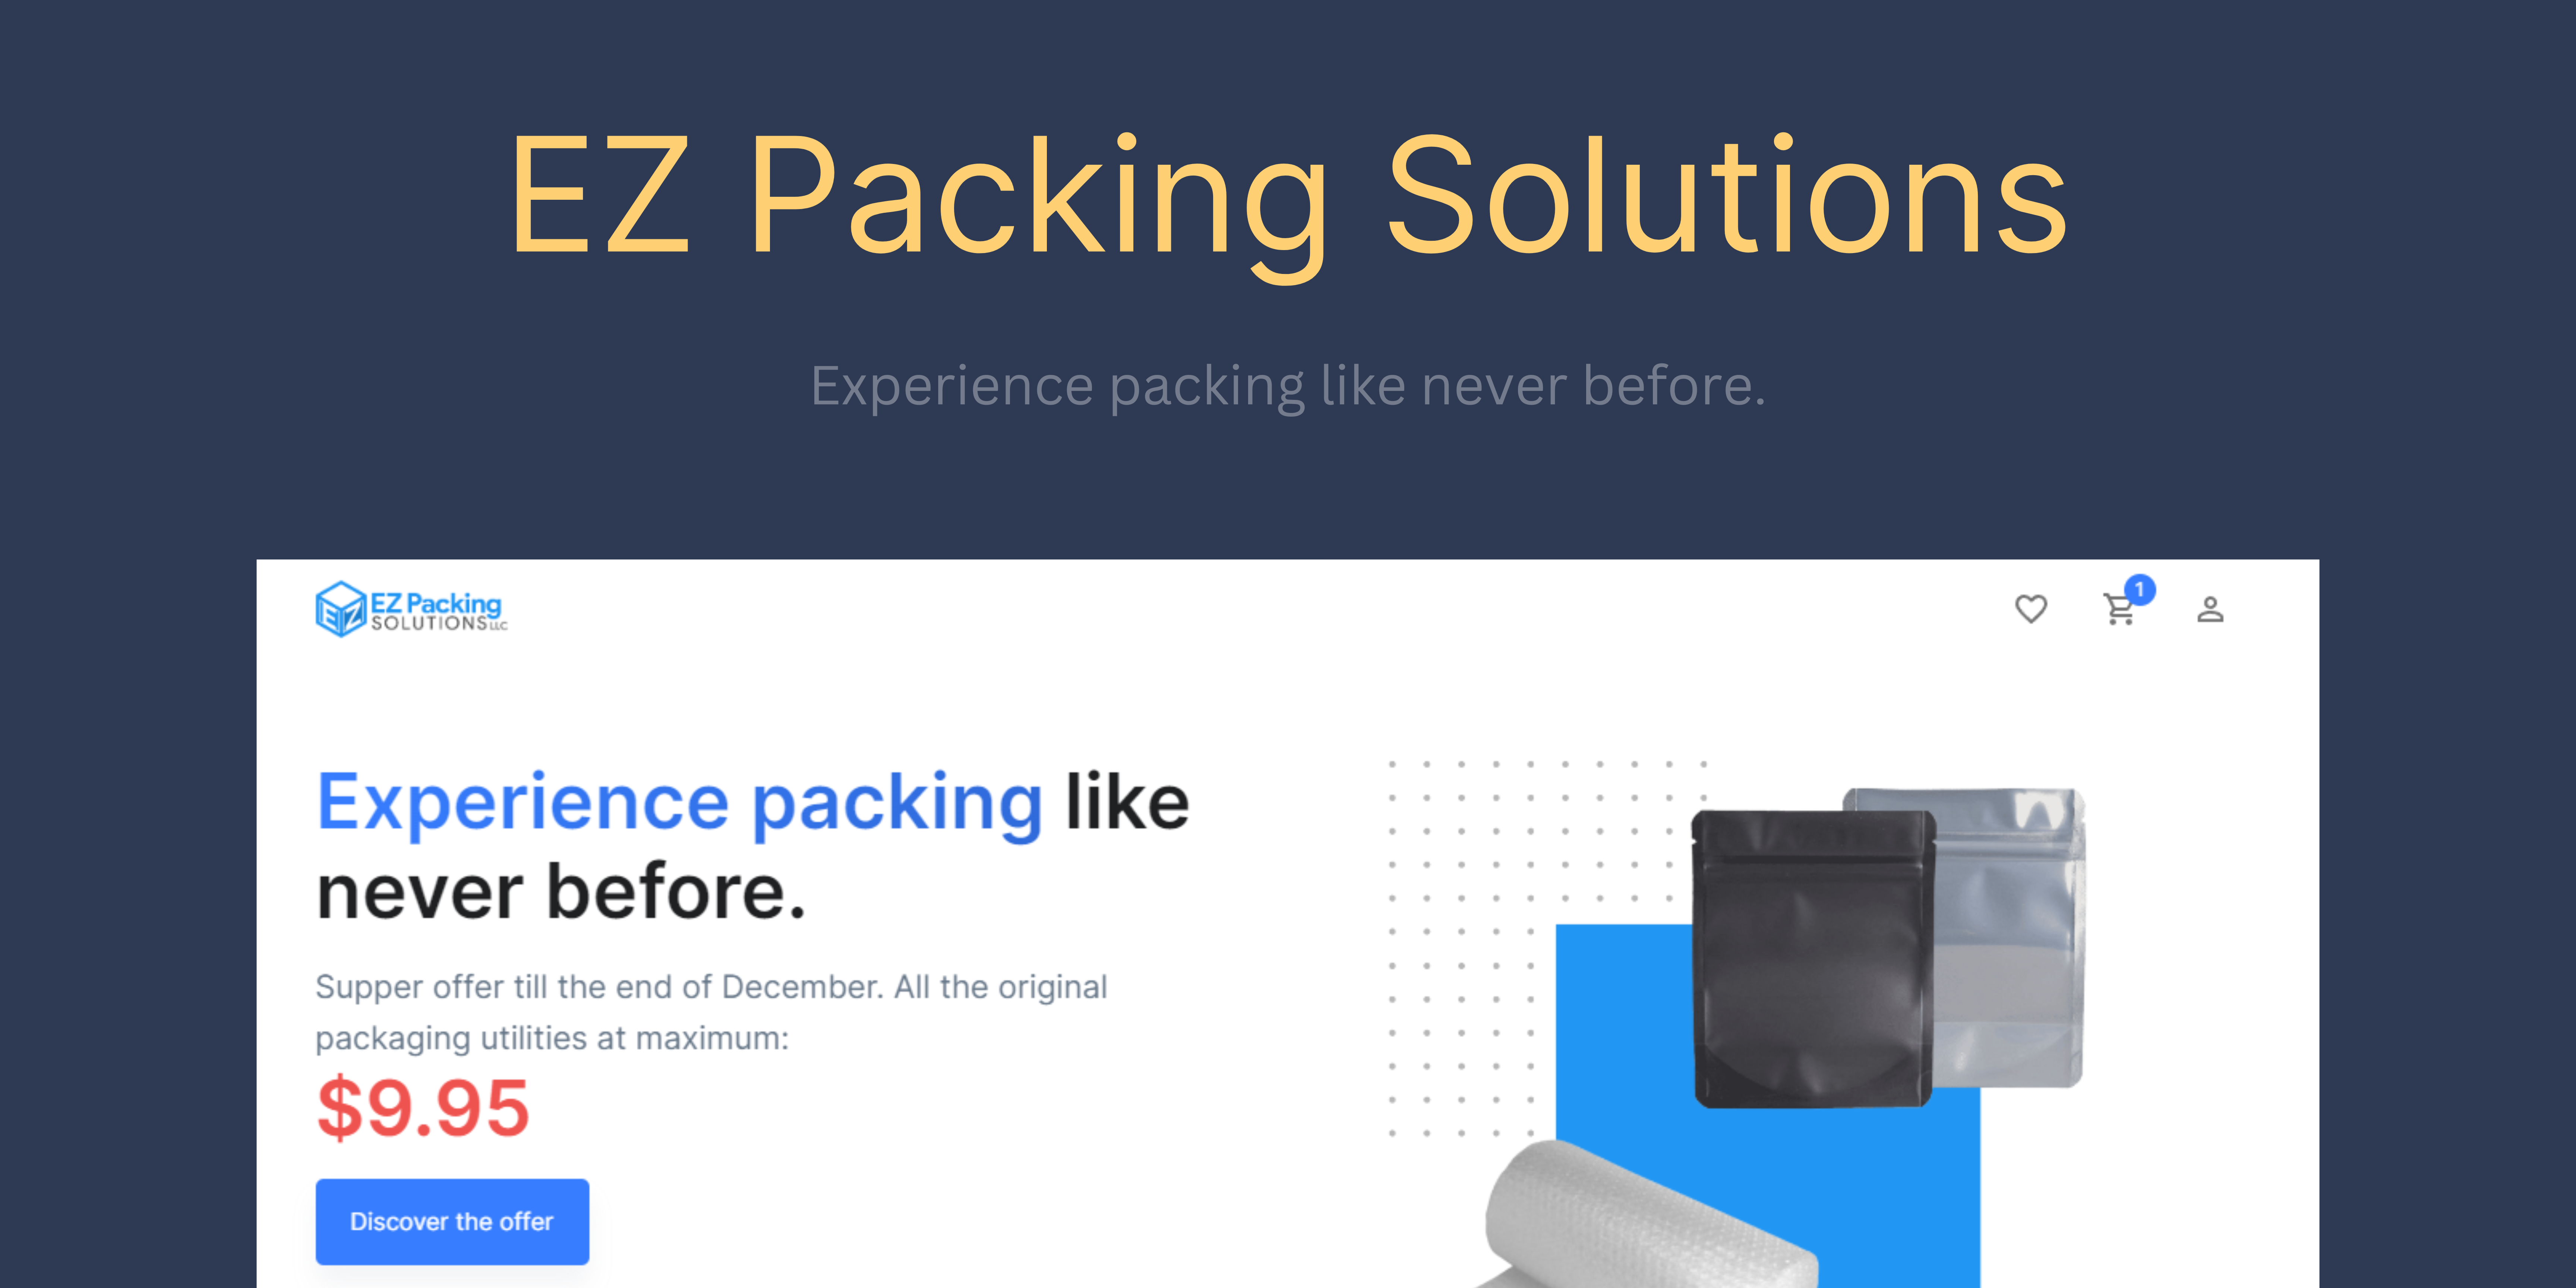 EZ Packing Solutions
Experience packing like never before.
EZ
EZ Packing
SOLUTIONS LLC
1
Experience packing like
never before.
Supper offer till the end of December. All the original
packaging utilities at maximum:
$9.95
Discover the offer